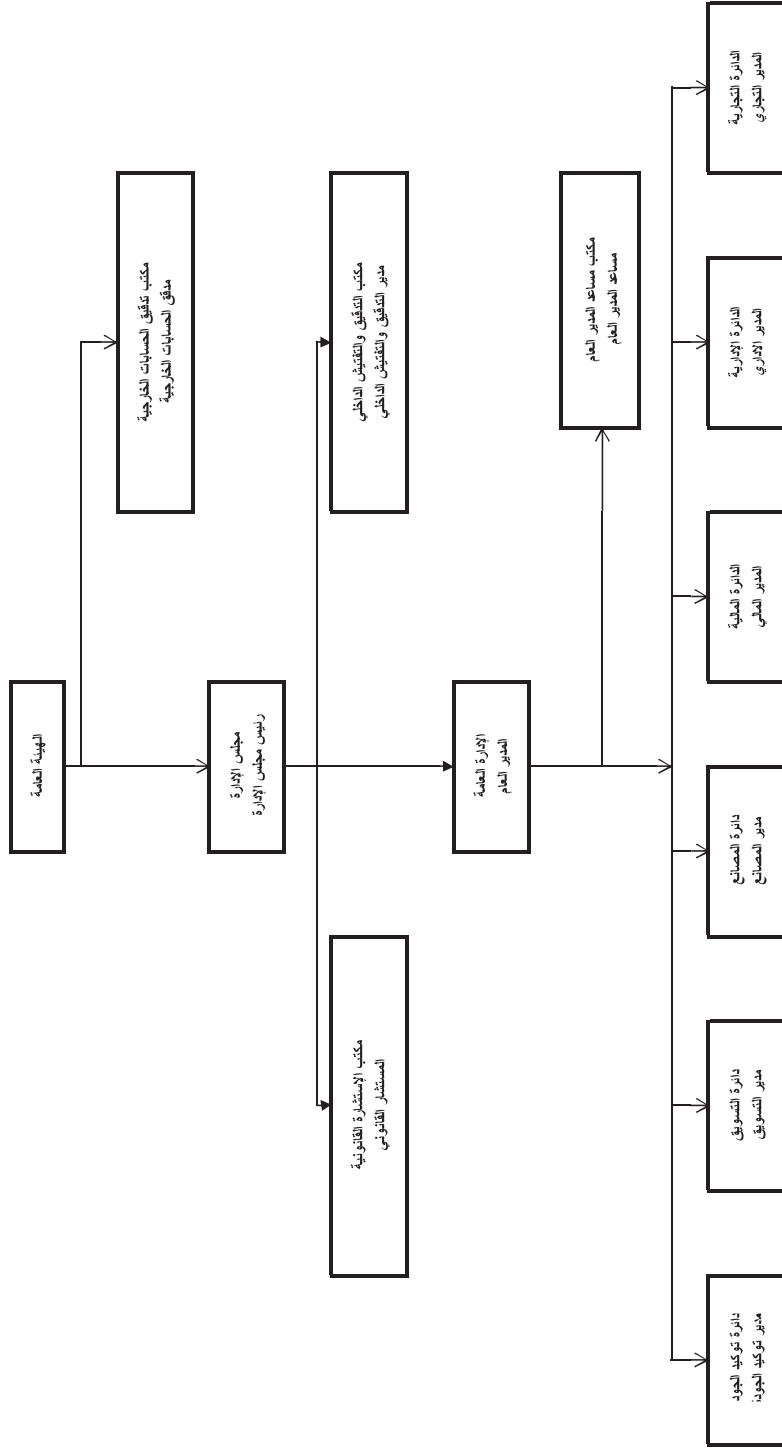 الهيئة العامة
مكتب تدقيق الحسابات الخارجية
مدقق الحسابات الخارجية
مجلس الإدارة
رئيس مجلس الإدارة
مكتب التدقيق والتفتيش الداخلي
مدير التدقيق والتفتيش الداخلي
مكتب الإستشارة القانونية
المستشار القانوني
الإدارة العامة
المدير العام
مكتب مساعد المدير العام
مساعد المدير العام
الدائرة التجارية
المدير التجاري
الدائرة الإدارية
المدير الاداري
الدائرة المالية
المدير المالي
دائرة المصانع
مدير المصانع
دائرة التسويق
مدير التسويق
دائرة توكيد الجود
مدير توكيد الجودة